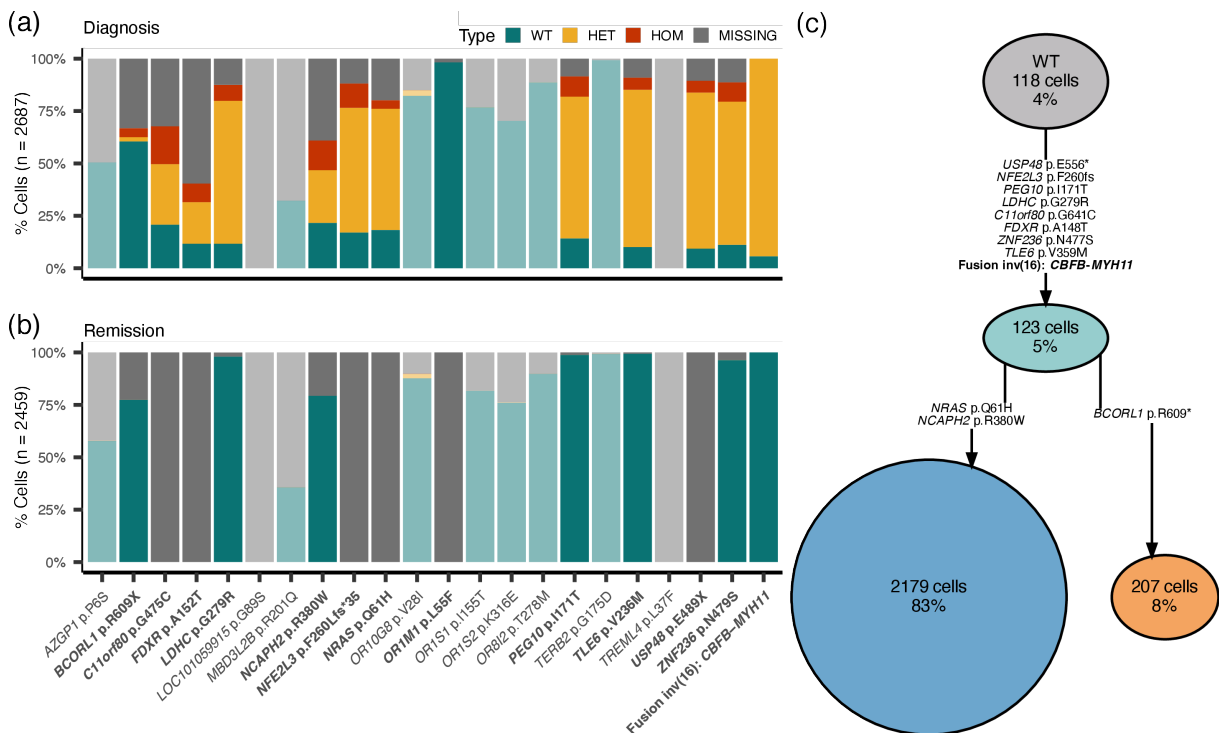 (a)
Diagnosis
Type WT HET HOM MISSING
100%
75%
50%
25%
0%
% Cells (n = 2687)
(b)
Remission
100%
75%
50%
25%
0%
% Cells (n = 2459)
AZGP1 p.P6S
BCORL1 p.R609X
C11orf80 p.G475C
FDXR p.A152T
LDHC p.G279R
LOC101059915 p.G89S
MBD3L2B p.R201Q
NCAPH2 p.R380W
NFE2L3 p.F260Lfs*35
NRAS p.Q61H
OR10G8 p.V28I
OR1M1 p.L55F
OR1S1 p.I155T
OR1S2 p.K316E
OR8I2 p.T278M
PEG10 p.I171T
TERB2 p.G175D
TLE6 p.V236M
TREML4 p.L37F
USP48 p.E489X
ZNF236 p.N479S
Fusion inv(16): CBFB–MYH11
(c)
WT
118 cells
4%
USP48 p.E556*
NFE2L3 p.F260fs
PEG10 p.I171T
LDHC p.G279R
C11orf80 p.G641C
FDXR p.A148T
ZNF236 p.N477S
TLE6 p.V359M
Fusion inv(16): CBFB-MYH11
123 cells
5%
NRAS p.Q61H
NCAPH2 p.R380W
BCORL1 p.R609*
2179 cells
83%
207 cells
8%